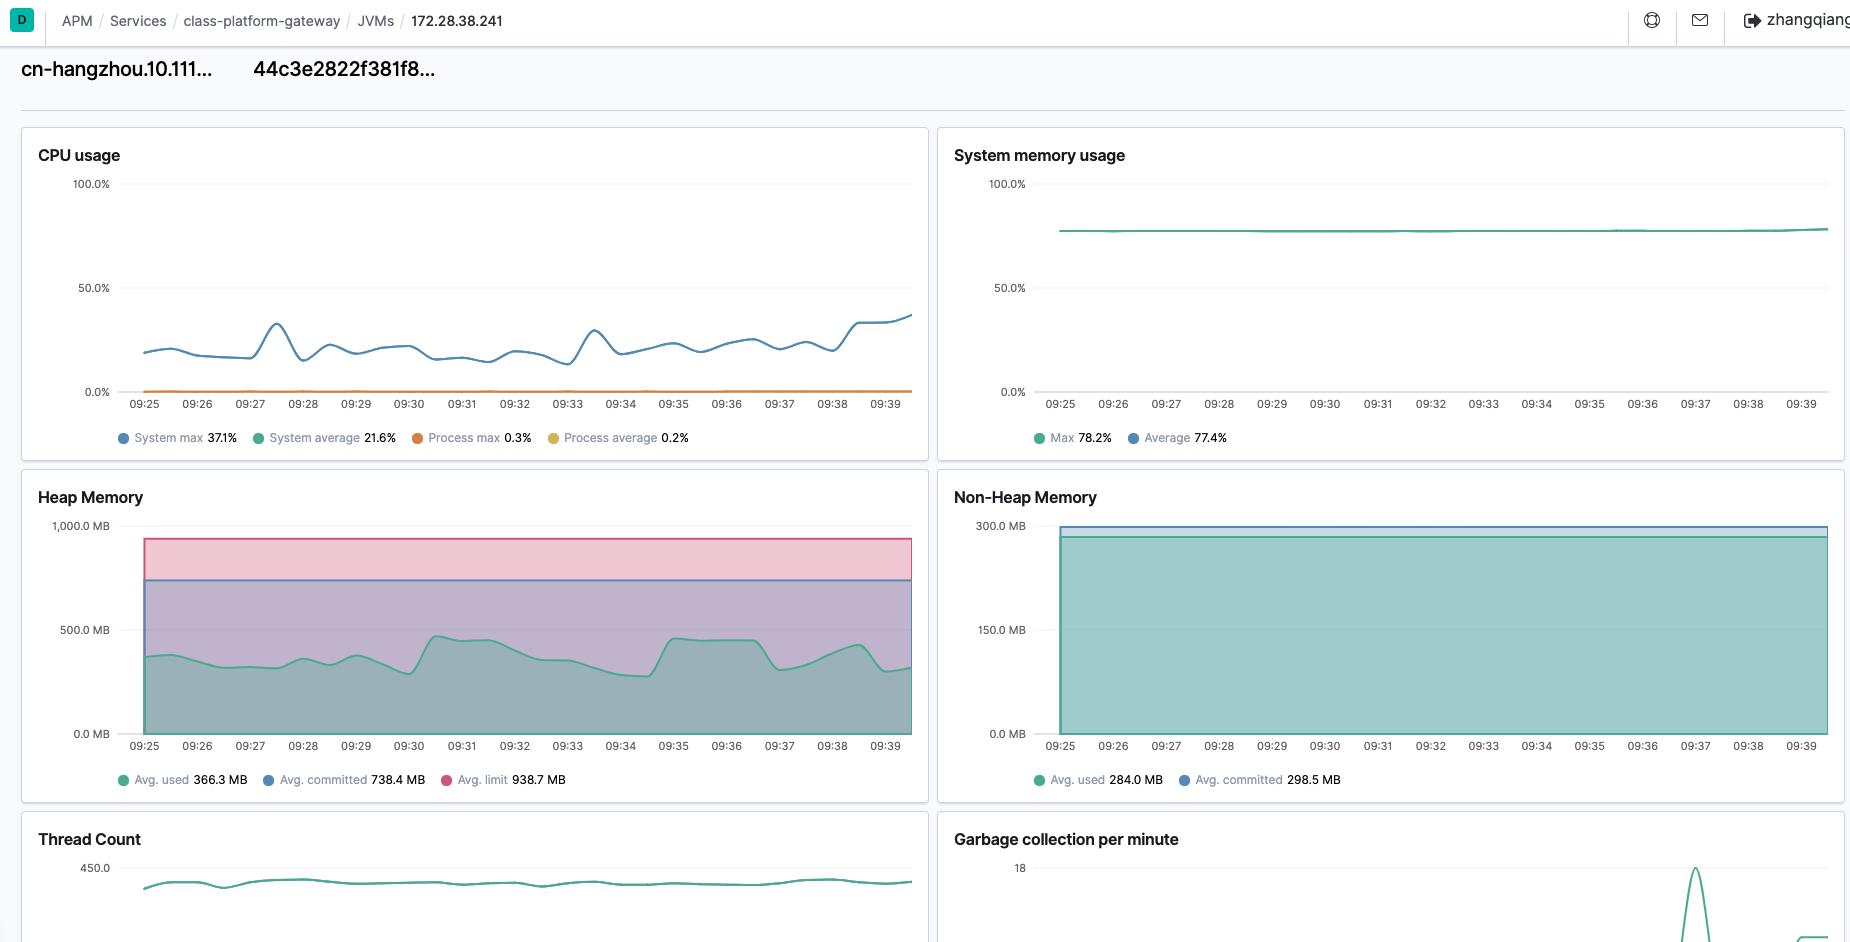 D APM / Services / class-platform-gateway / JVMs / 172.28.38.241 zhangqiang
cn-hangzhou.10.111... 44c3e2822f381f8...
CPU usage
100.0%
50.0%
0.0%
09:25 09:26 09:27 09:28 09:29 09:30 09:31 09:32 09:33 09:34 09:35 09:36 09:37 09:38 09:39
System max 37.1% System average 21.6% Process max 0.3% Process average 0.2%
System memory usage
100.0%
50.0%
0.0%
09:25 09:26 09:27 09:28 09:29 09:30 09:31 09:32 09:33 09:34 09:35 09:36 09:37 09:38 09:39
Max 78.2% Average 77.4%
Heap Memory
1,000.0 MB
500.0 MB
0.0 MB
09:25 09:26 09:27 09:28 09:29 09:30 09:31 09:32 09:33 09:34 09:35 09:36 09:37 09:38 09:39
Avg. used 366.3 MB Avg. committed 738.4 MB Avg. limit 938.7 MB
Non-Heap Memory
300.0 MB
150.0 MB
0.0 MB
09:25 09:26 09:27 09:28 09:29 09:30 09:31 09:32 09:33 09:34 09:35 09:36 09:37 09:38 09:39
Avg. used 284.0 MB Avg. committed 298.5 MB
Thread Count
450.0
Garbage collection per minute
18